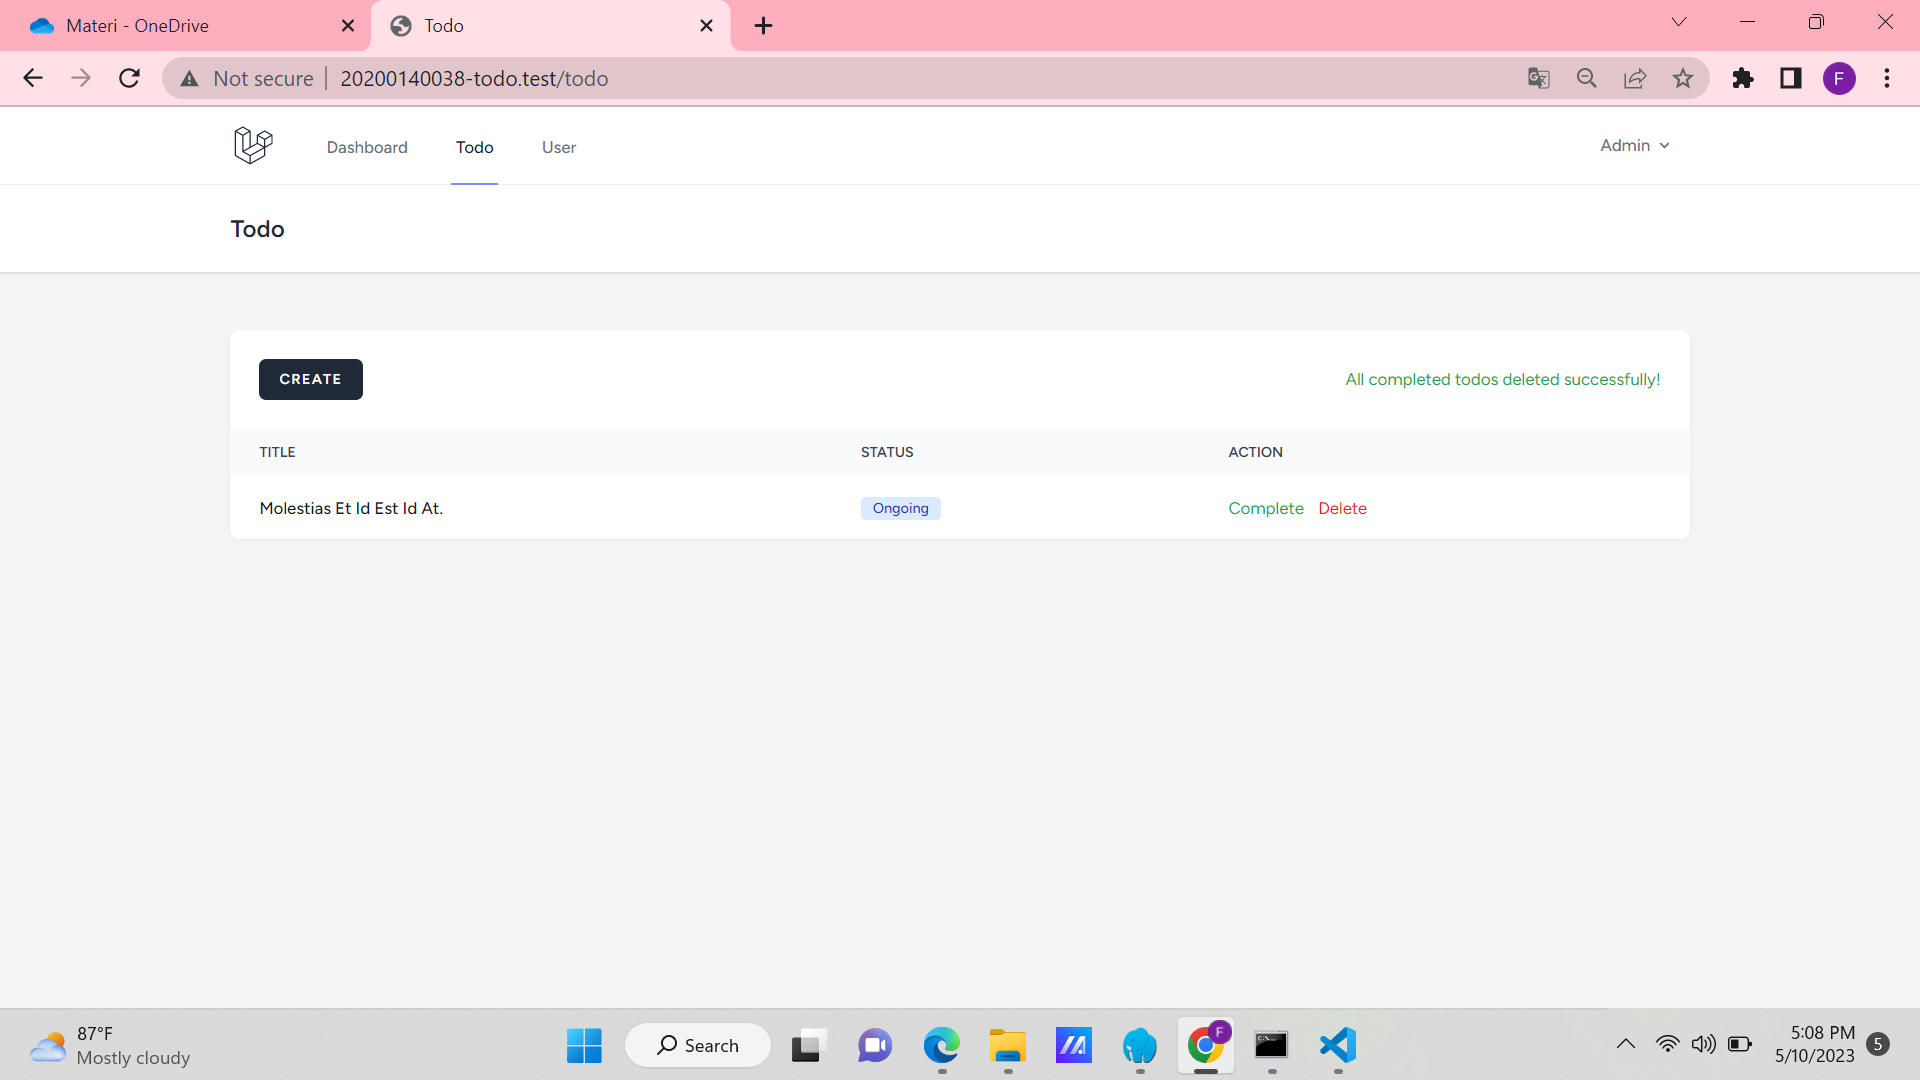 Materi - OneDrive
Todo
Not secure
20200140038-todo.test/todo
F
Dashboard
Todo
User
Admin
Todo
CREATE
All completed todos deleted successfully!
TITLE
STATUS
ACTION
Molestias Et Id Est Id At.
Ongoing
Complete
Delete
87°F
Mostly cloudy
Search
F
5:08 PM
5/10/2023
5